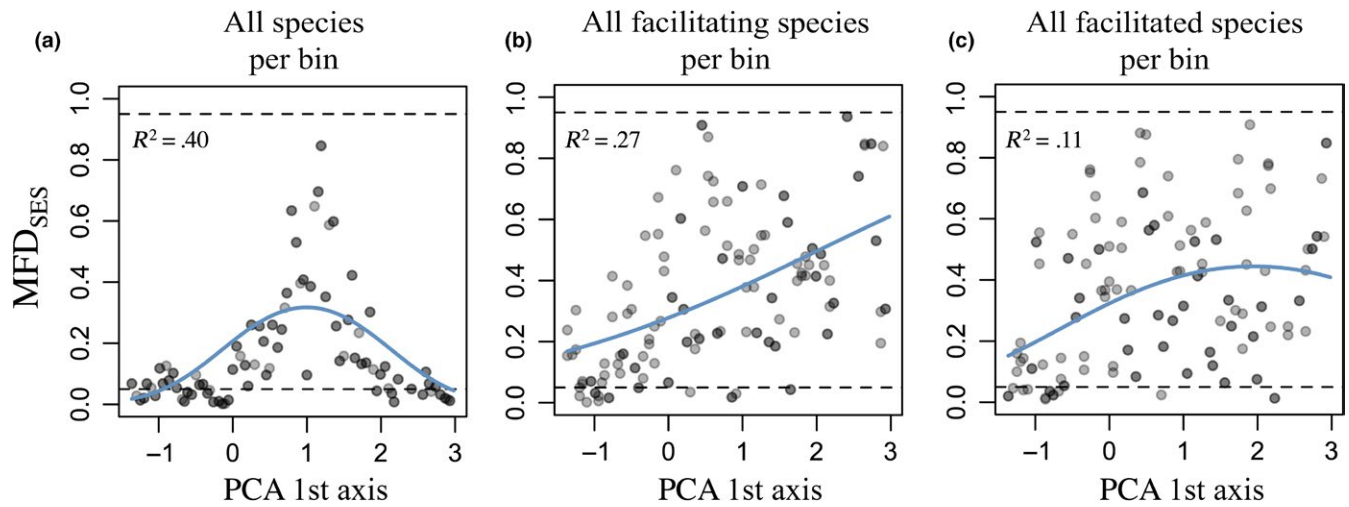 (a)
All species
per bin
R² = .40
MFD_SES
1.0
0.8
0.6
0.4
0.2
0.0
−1 0 1 2 3
PCA 1st axis
(b)
All facilitating species
per bin
R² = .27
1.0
0.8
0.6
0.4
0.2
0.0
−1 0 1 2 3
PCA 1st axis
(c)
All facilitated species
per bin
R² = .11
1.0
0.8
0.6
0.4
0.2
0.0
−1 0 1 2 3
PCA 1st axis